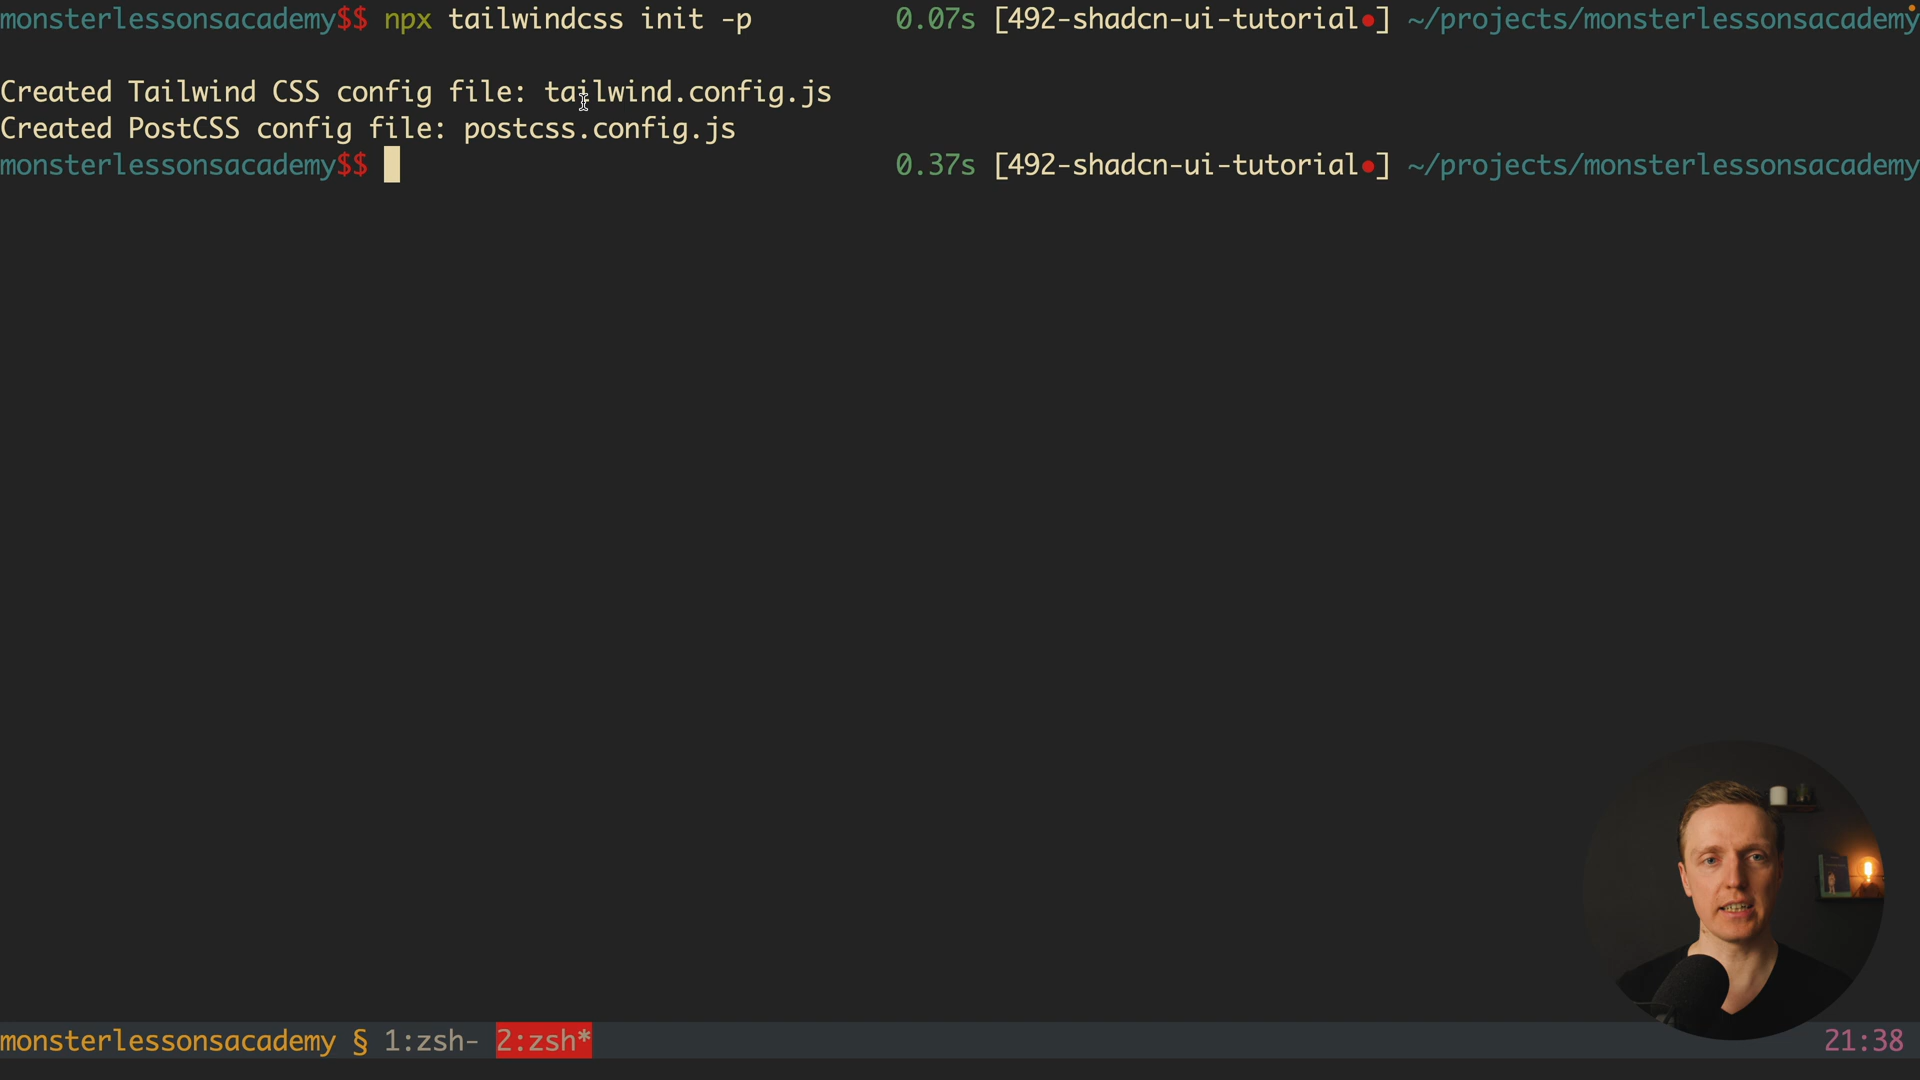 monsterlessonsacademy$$ npx tailwindcss init -p 0.07s [492-shadcn-ui-tutorial●] ~/projects/monsterlessonsacademy
Created Tailwind CSS config file: tailwind.config.js
Created PostCSS config file: postcss.config.js
monsterlessonsacademy$$ 0.37s [492-shadcn-ui-tutorial●] ~/projects/monsterlessonsacademy
monsterlessonsacademy § 1:zsh- 2:zsh* 21:38